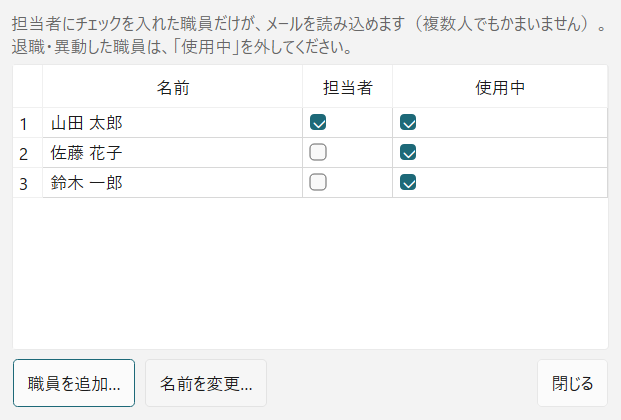 担当者にチェックを入れた職員だけが、メールを読み込めます（複数人でもかまいません）。
退職・異動した職員は、「使用中」を外してください。
名前 担当者 使用中
1 山田 太郎
2 佐藤 花子
3 鈴木 一郎
職員を追加... 名前を変更... 閉じる